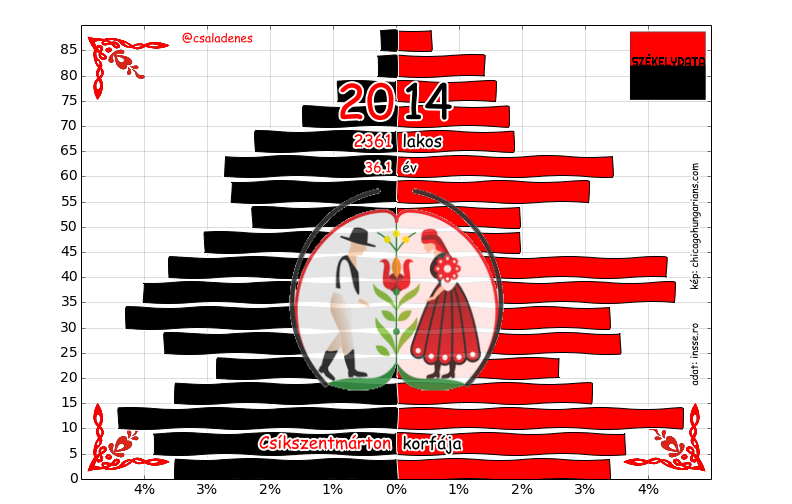 @csaladenes
SZÉKELYDATA
2014
2361 lakos
36.1 év
kép: chicagohungarians.com
adat: insse.ro
Csíkszentmárton korfája
85
80
75
70
65
60
55
50
45
40
35
30
25
20
15
10
5
0
4% 3% 2% 1% 0% 1% 2% 3% 4%